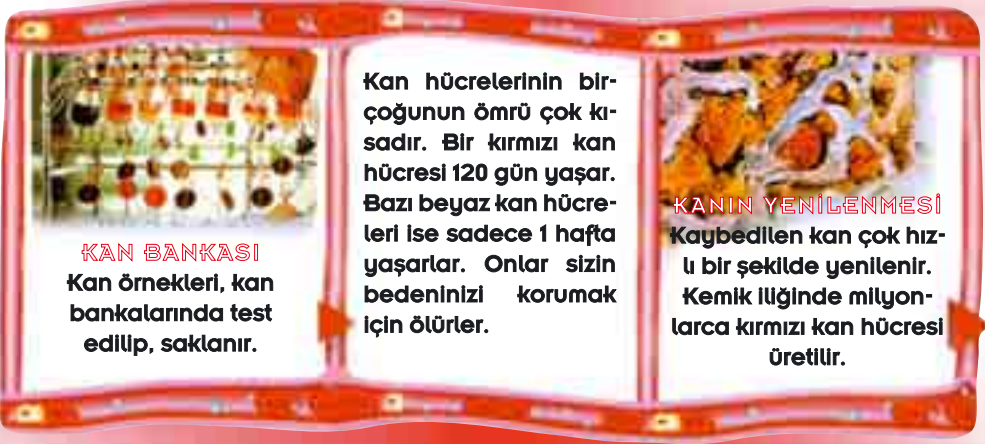 KAN BANKASI
Kan örnekleri, kan
bankalarında test
edilip, saklanır.
Kan hücrelerinin bir-
çoğunun ömrü çok kı-
sadır. Bir kırmızı kan
hücresi 120 gün yaşar.
Bazı beyaz kan hücre-
leri ise sadece 1 hafta
yaşarlar. Onlar sizin
bedeninizi korumak
için ölürler.
KANIN YENİLENMESİ
Kaybedilen kan çok hız-
lı bir şekilde yenilenir.
Kemik iliğinde milyon-
larca kırmızı kan hücresi
üretilir.